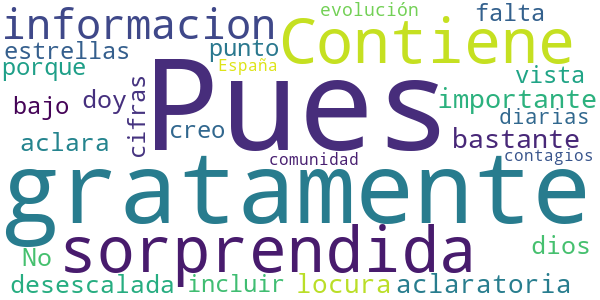 evolución falta
informacion Contiene
estrellas punto
porque España vista
Pues
bajo doy cifras creo importante
diarias
aclara bastante
comunidad contagios
gratamente
No sorprendida dios
desescalada incluir locura aclaratoria